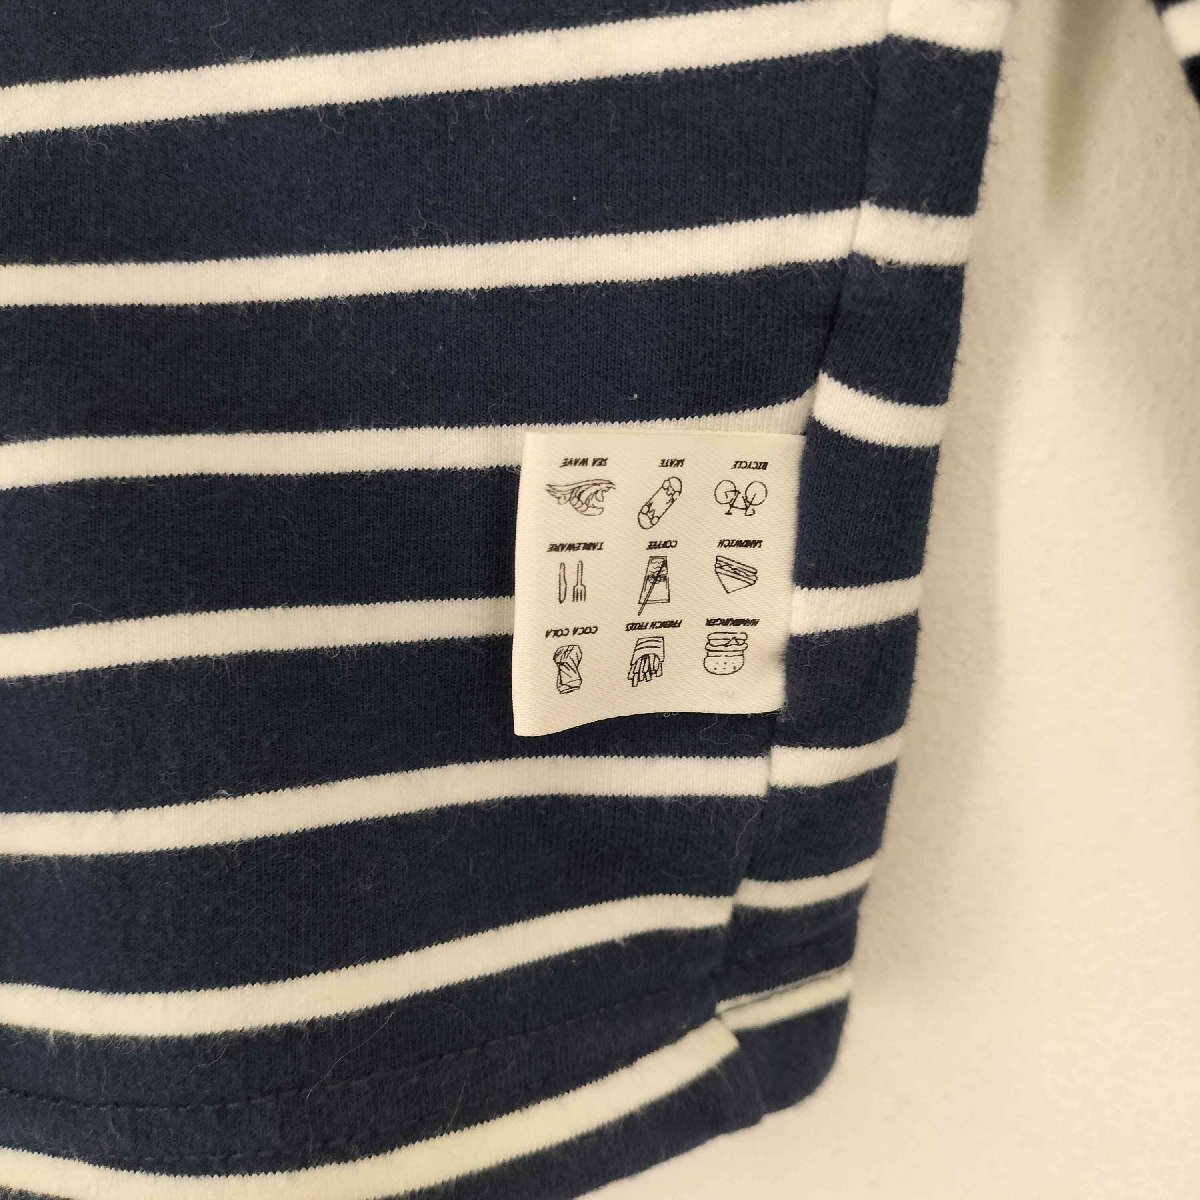 HAMBURGER FRENCH FRIES COCA COLA
SANDWICH COFFEE TABLEWARE
BICYCLE SKATE SEA WAVE